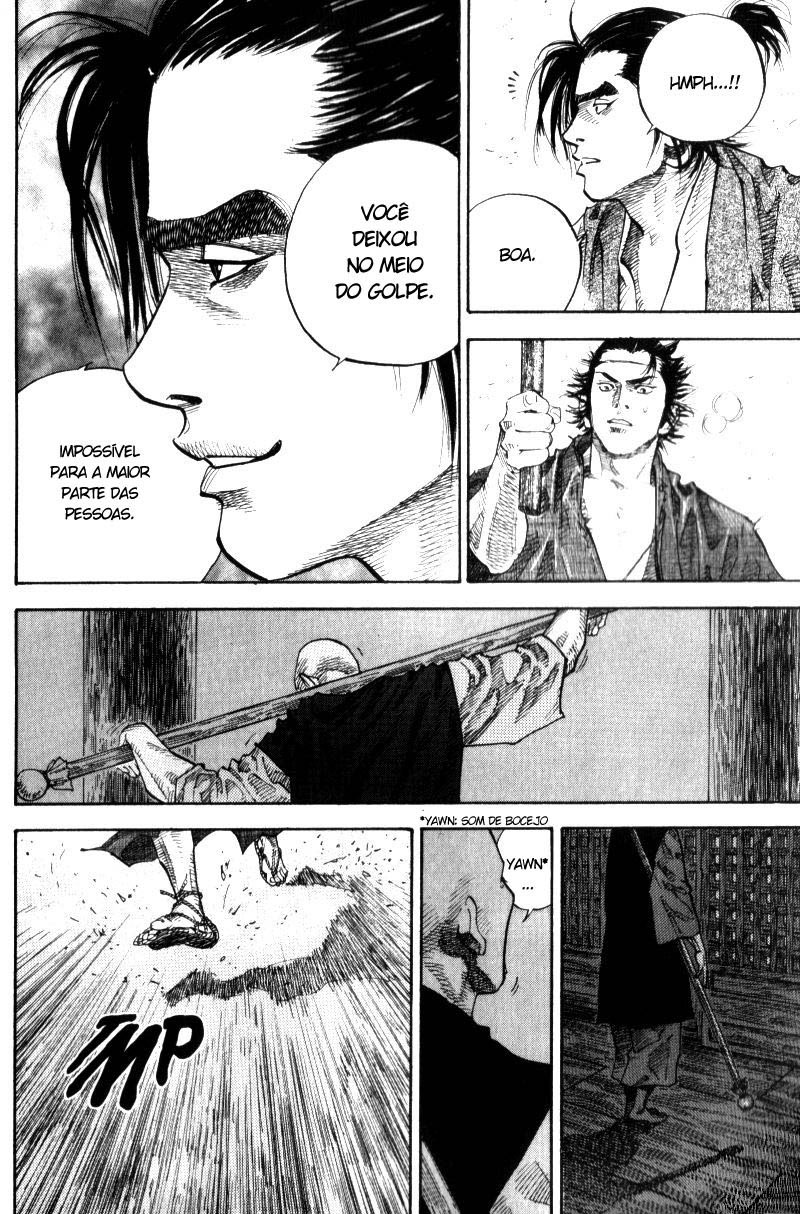 HMPH...!!
BOA.
VOCÊ
DEIXOU
NO MEIO
DO GOLPE.
IMPOSSÍVEL
PARA A MAIOR
PARTE DAS
PESSOAS.
*YAWN: SOM DE BOCEJO
YAWN*
...
TMP